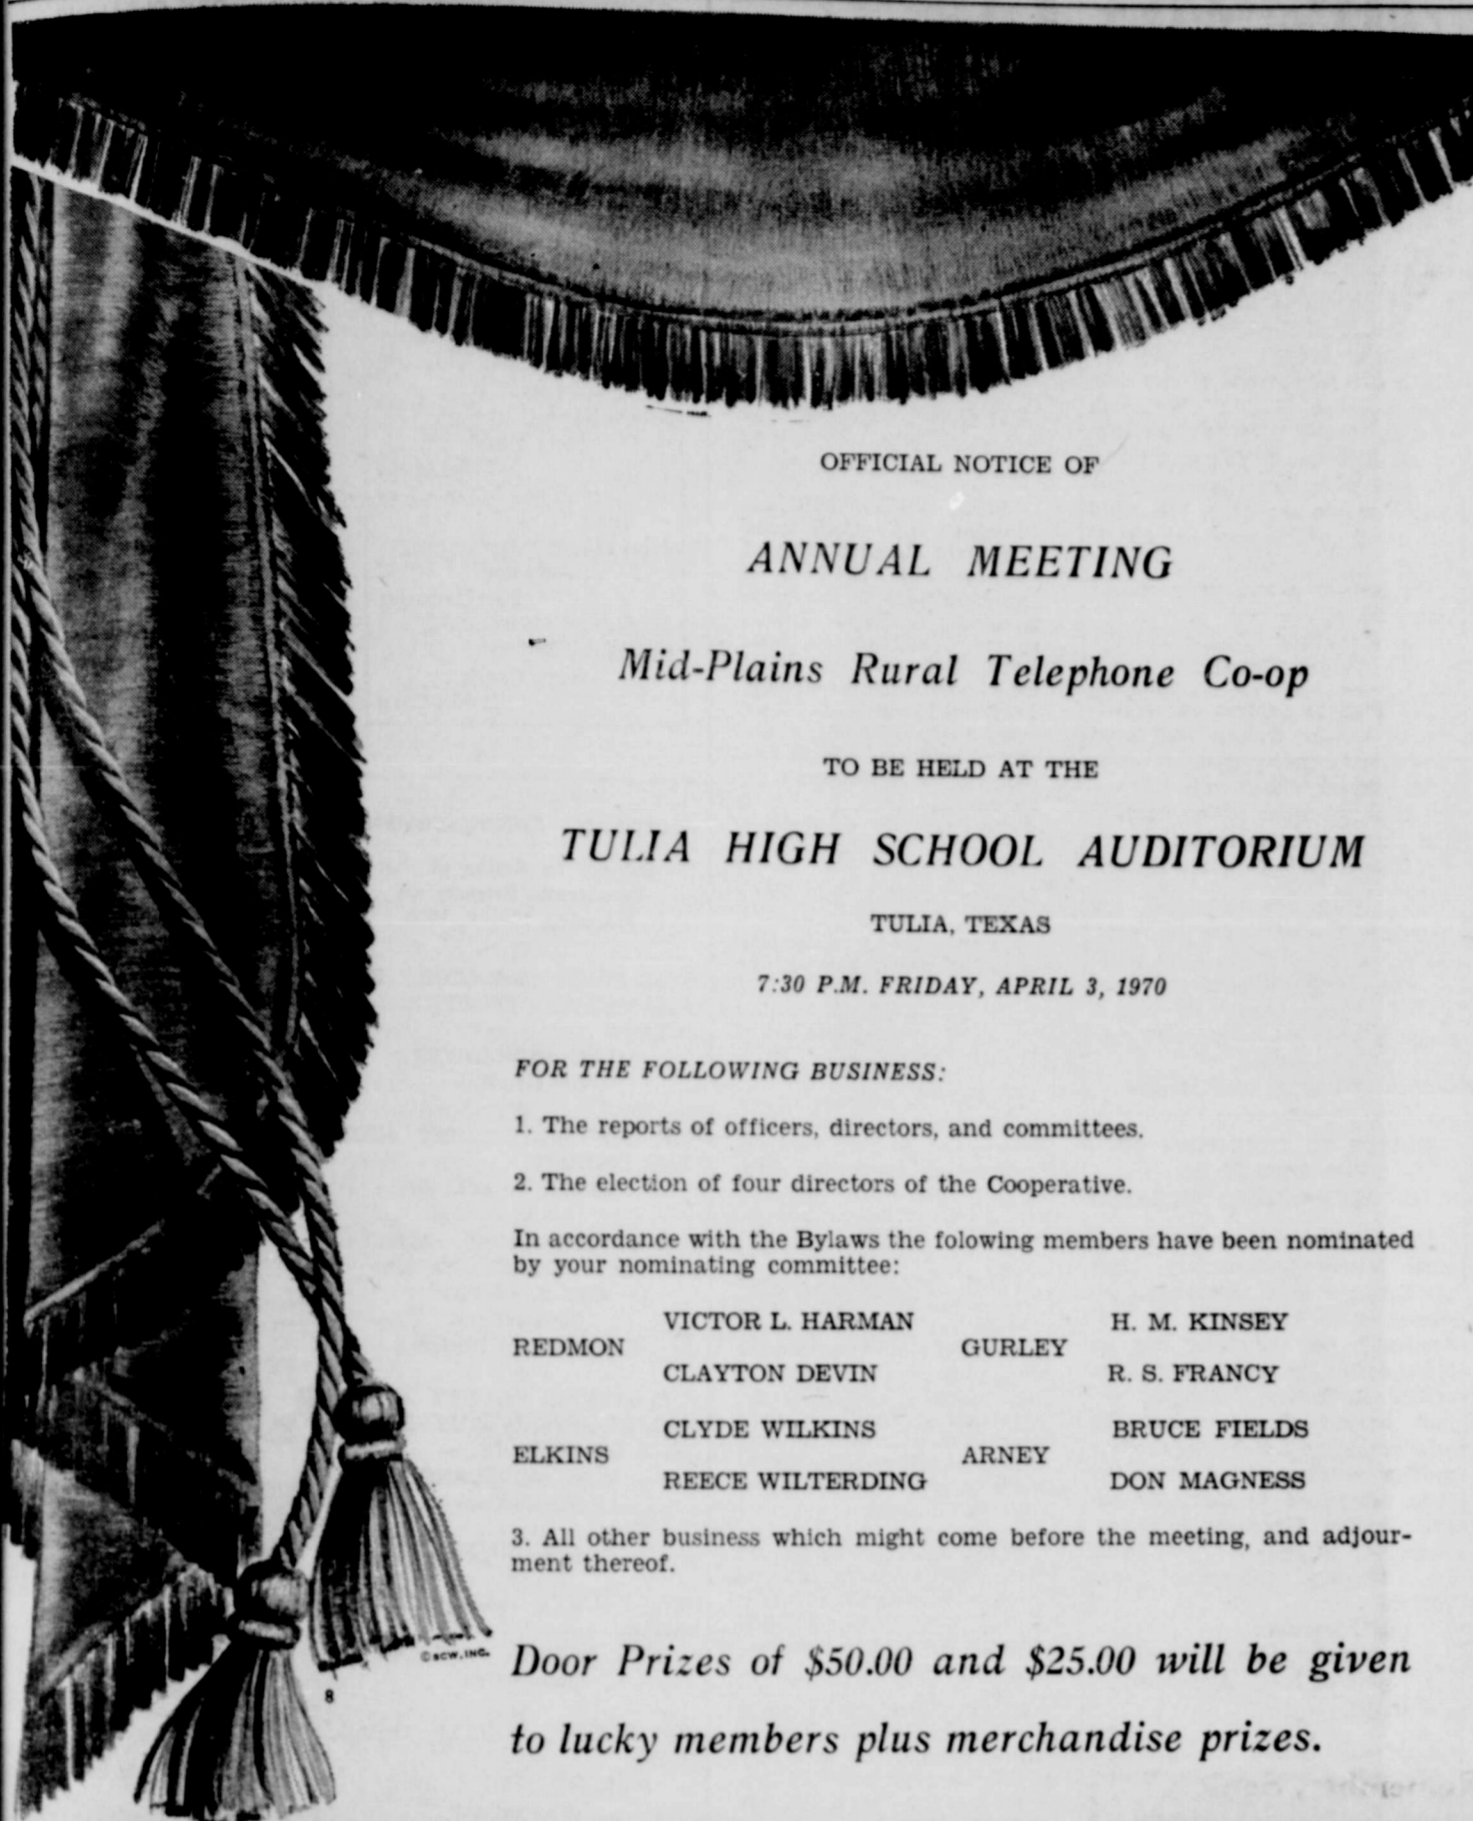 OFFICIAL NOTICE OF
ANNUAL MEETING
Mid-Plains Rural Telephone Co-op
TO BE HELD AT THE
TULIA HIGH SCHOOL AUDITORIUM
TULIA, TEXAS
7:30 P.M. FRIDAY, APRIL 3, 1970
FOR THE FOLLOWING BUSINESS:
1. The reports of officers, directors, and committees.
2. The election of four directors of the Cooperative.
In accordance with the Bylaws the folowing members have been nominated
by your nominating committee:
VICTOR L. HARMAN H. M. KINSEY
REDMON GURLEY
CLAYTON DEVIN R. S. FRANCY
CLYDE WILKINS BRUCE FIELDS
ELKINS ARNEY
REECE WILTERDING DON MAGNESS
3. All other business which might come before the meeting, and adjour-
ment thereof.
©SCW, INC.
8
Door Prizes of $50.00 and $25.00 will be given
to lucky members plus merchandise prizes.